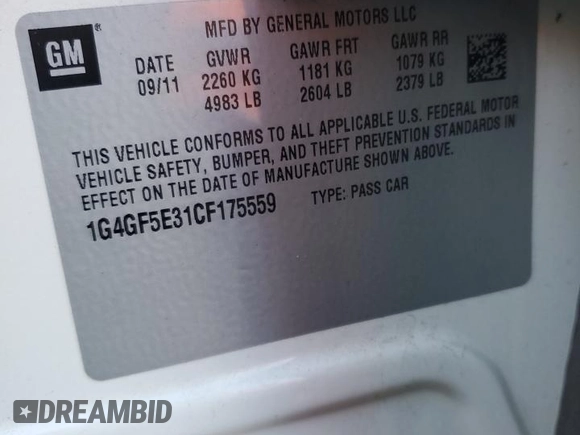 GM
®
MFD BY GENERAL MOTORS LLC
DATE GVWR GAWR FRT GAWR RR
09/11 2260 KG 1181 KG 1079 KG
4983 LB 2604 LB 2379 LB
THIS VEHICLE CONFORMS TO ALL APPLICABLE U.S. FEDERAL MOTOR
VEHICLE SAFETY, BUMPER, AND THEFT PREVENTION STANDARDS IN
EFFECT ON THE DATE OF MANUFACTURE SHOWN ABOVE.
1G4GF5E31CF175559 TYPE: PASS CAR
DREAMBID